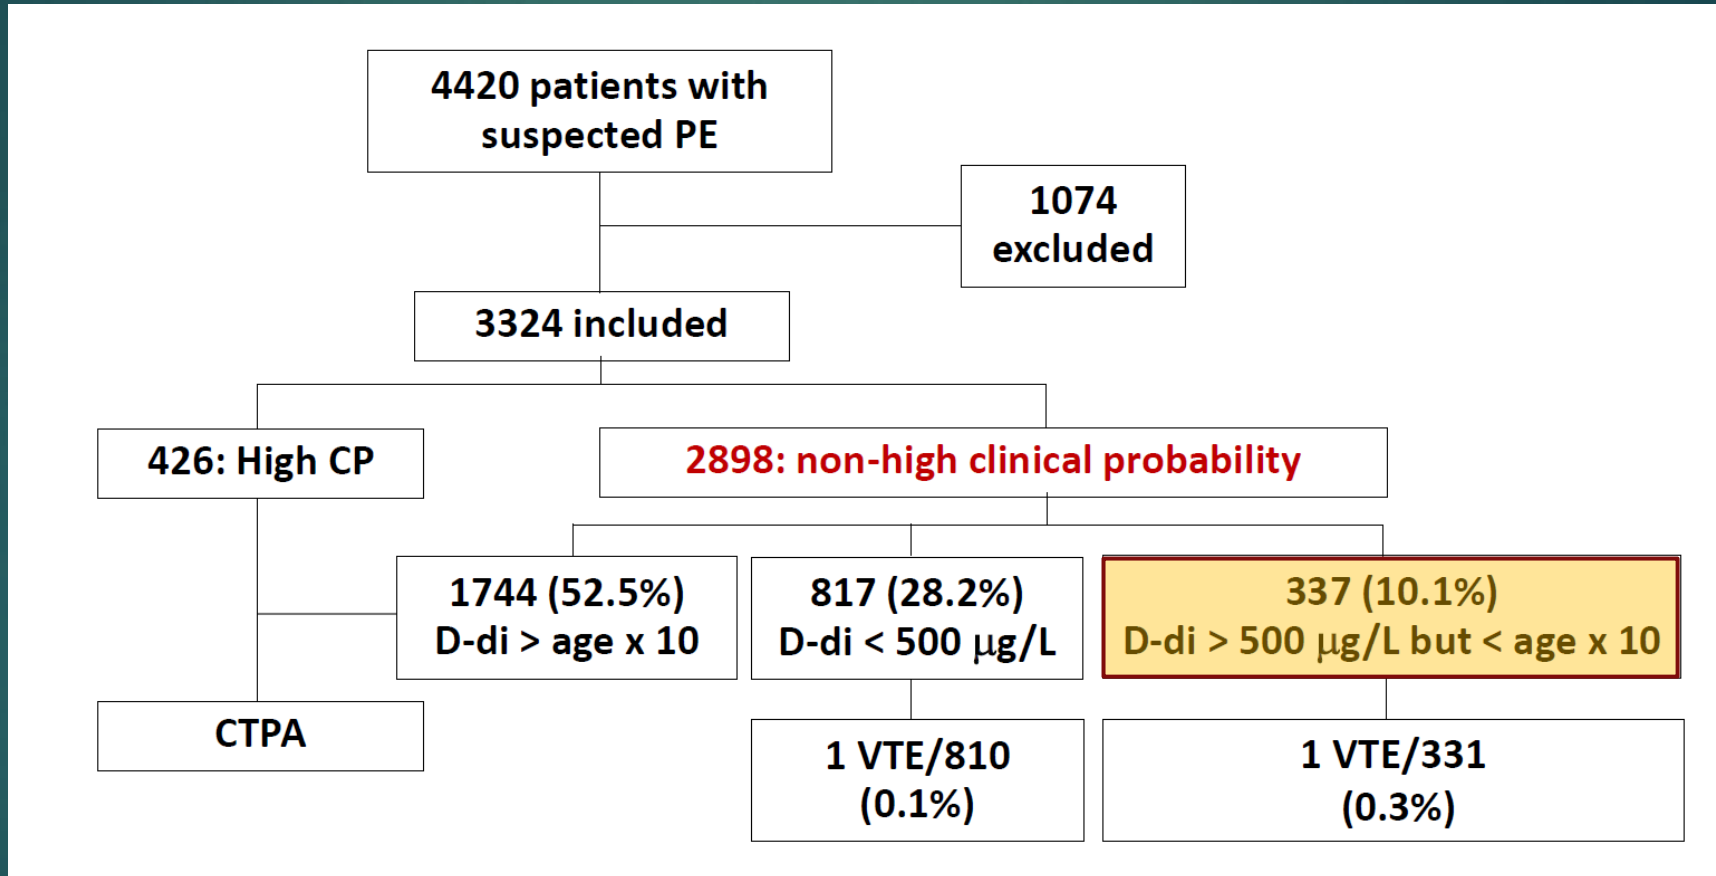 4420 patients with
suspected PE
1074
excluded
3324 included
426: High CP
2898: non-high clinical probability
1744 (52.5%)
D-di > age x 10
817 (28.2%)
D-di < 500 µg/L
337 (10.1%)
D-di > 500 µg/L but < age x 10
CTPA
1 VTE/810
(0.1%)
1 VTE/331
(0.3%)